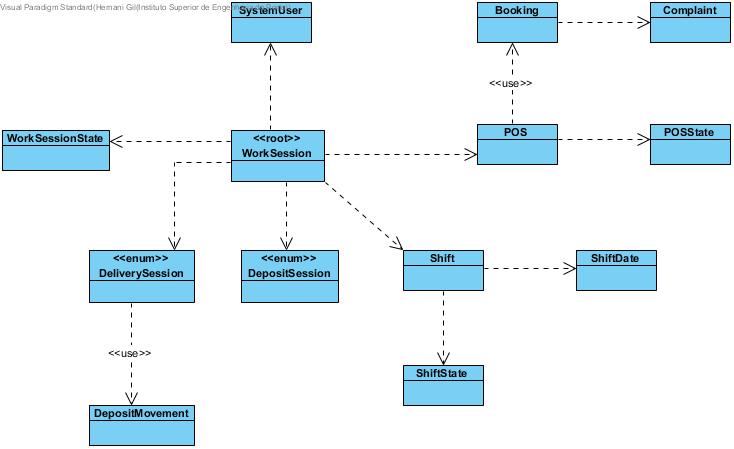 Visual Paradigm Standard(Hernani Gil(Instituto Superior de Enge
SystemUser
Booking
Complaint
<<use>>
WorkSessionState
<<root>>
WorkSession
POS
POSState
<<enum>>
DeliverySession
<<enum>>
DepositSession
Shift
ShiftDate
<<use>>
ShiftState
DepositMovement